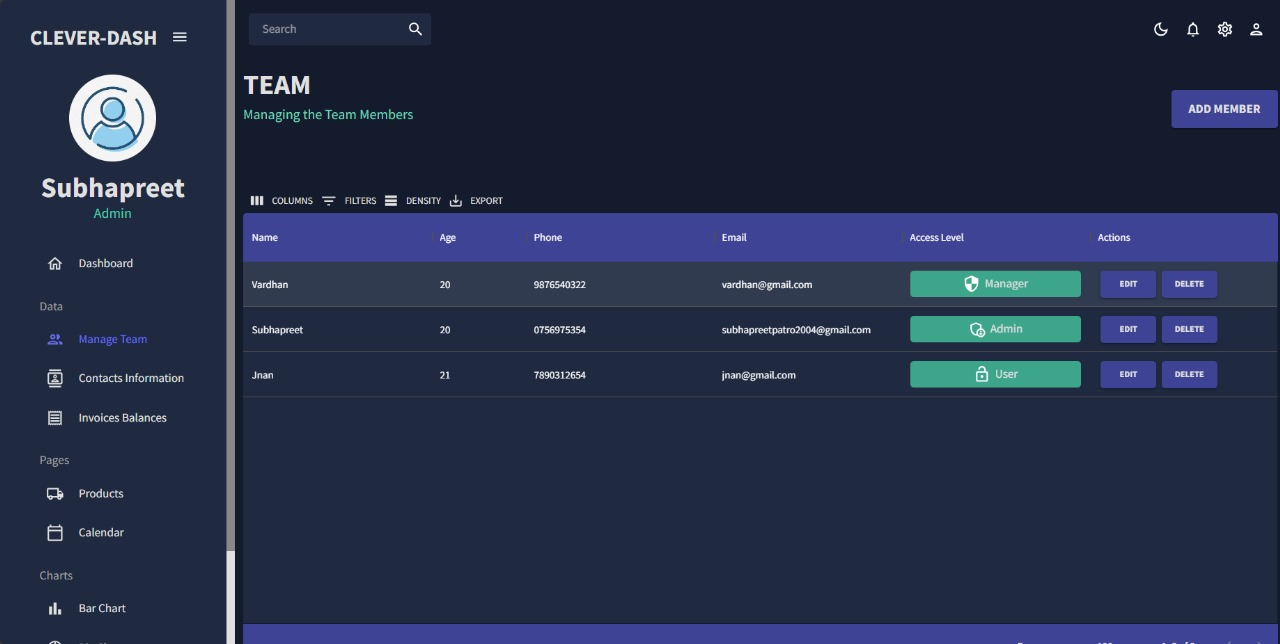 CLEVER-DASH
Subhapreet
Admin
Dashboard
Data
Manage Team
Contacts Information
Invoices Balances
Pages
Products
Calendar
Charts
Bar Chart
Search
TEAM
Managing the Team Members
ADD MEMBER
COLUMNS FILTERS DENSITY EXPORT
Name Age Phone Email Access Level Actions
Vardhan 20 9876540322 vardhan@gmail.com Manager EDIT DELETE
Subhapreet 20 0756975354 subhapreetpatro2004@gmail.com Admin EDIT DELETE
Jnan 21 7890312654 jnan@gmail.com User EDIT DELETE